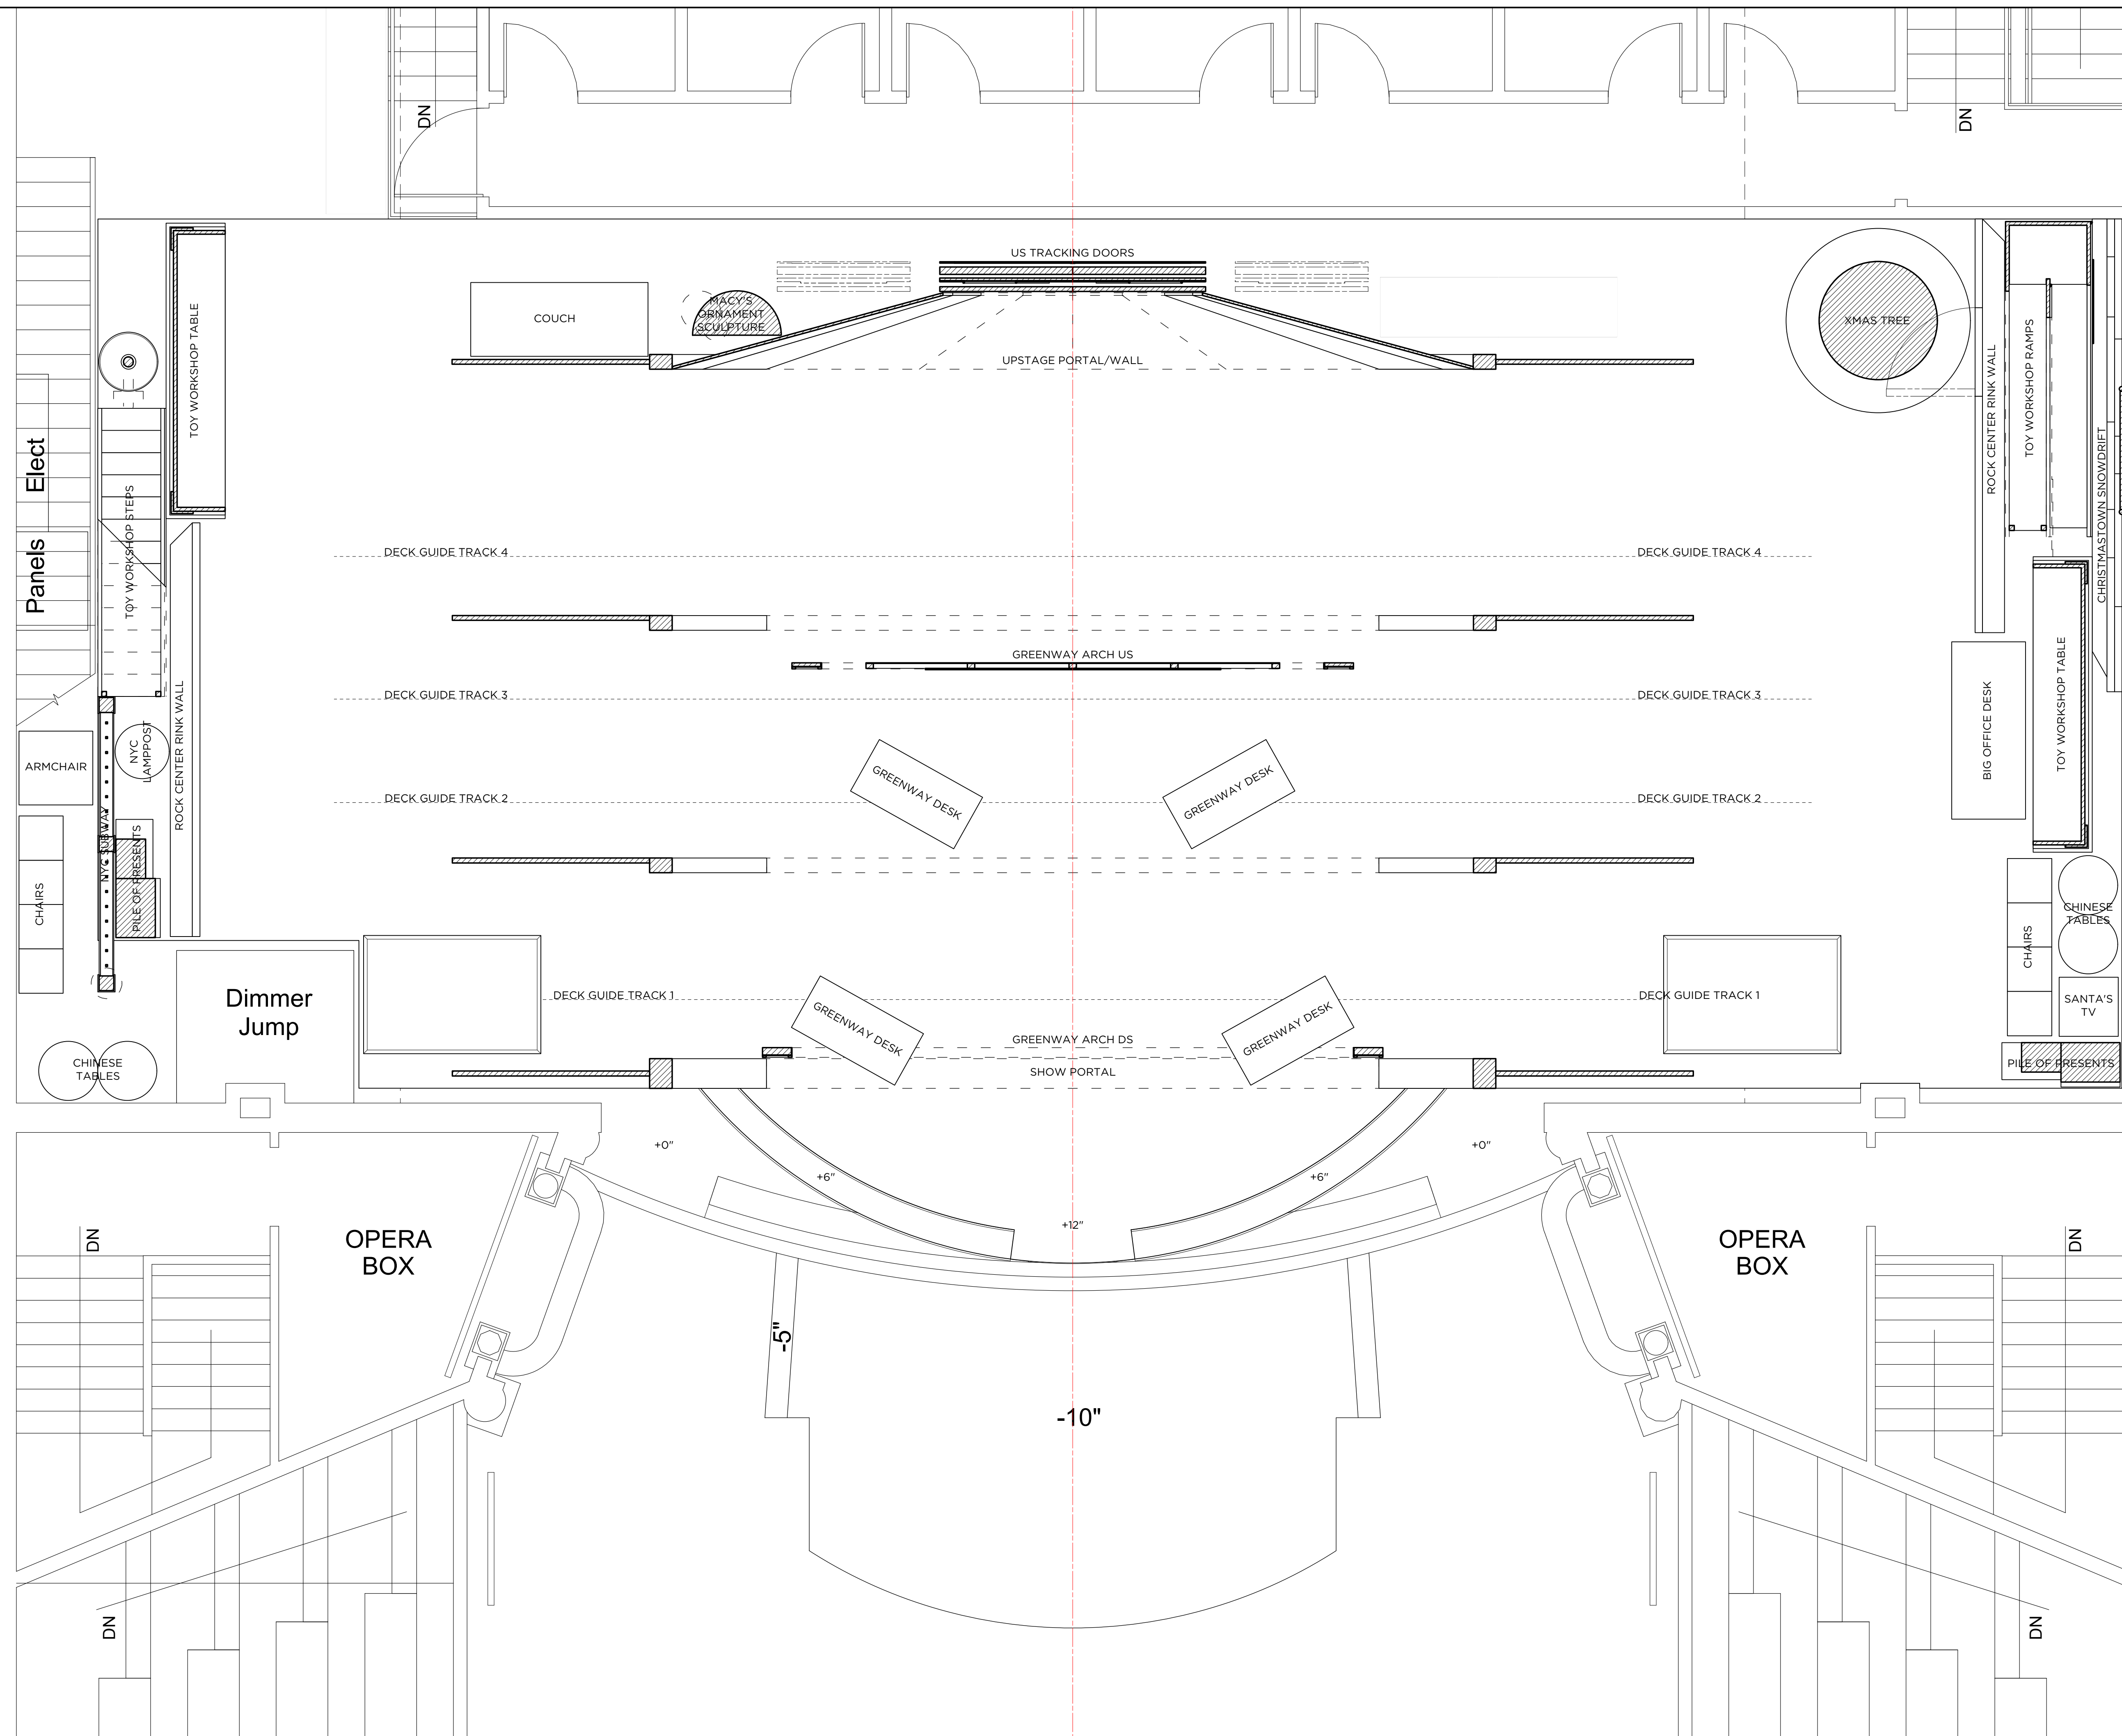 DN
DN
US TRACKING DOORS
COUCH
MACY'S
ORNAMENT
SCULPTURE
XMAS TREE
UPSTAGE PORTAL/WALL
TOY WORKSHOP TABLE
ROCK CENTER RINK WALL
TOY WORKSHOP RAMPS
CHRISTMASTOWN SNOWDRIFT
Panels Elect
TOY WORKSHOP STEPS
DECK GUIDE TRACK 4
DECK GUIDE TRACK 4
GREENWAY ARCH US
DECK GUIDE TRACK 3
DECK GUIDE TRACK 3
ARMCHAIR
NYC
LAMPPOST
ROCK CENTER RINK WALL
GREENWAY DESK
GREENWAY DESK
BIG OFFICE DESK
TOY WORKSHOP TABLE
DECK GUIDE TRACK 2
DECK GUIDE TRACK 2
NYC SUBWAY
PILE OF PRESENTS
CHAIRS
CHINESE
TABLES
CHAIRS
Dimmer
Jump
DECK GUIDE TRACK 1
DECK GUIDE TRACK 1
SANTA'S
TV
GREENWAY DESK
GREENWAY DESK
GREENWAY ARCH DS
SHOW PORTAL
CHINESE
TABLES
PILE OF PRESENTS
+0"
+0"
+6"
+6"
+12"
DN
OPERA
BOX
OPERA
BOX
DN
-5"
-10"
DN
DN